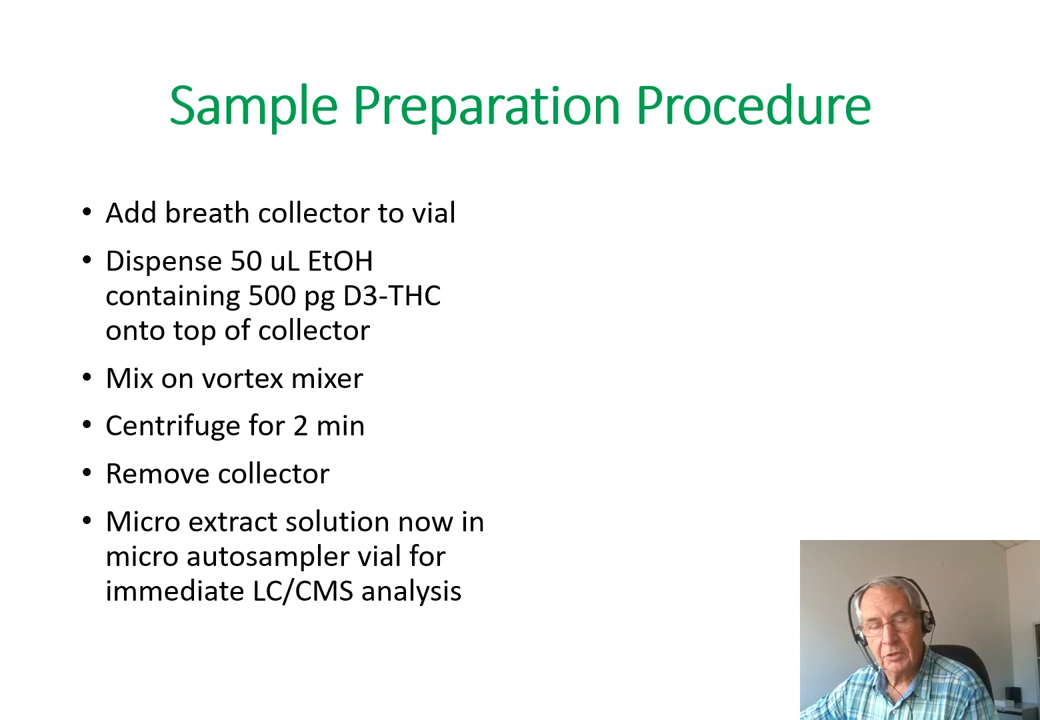 Sample Preparation Procedure
• Add breath collector to vial
• Dispense 50 uL EtOH
containing 500 pg D3-THC
onto top of collector
• Mix on vortex mixer
• Centrifuge for 2 min
• Remove collector
• Micro extract solution now in
micro autosampler vial for
immediate LC/CMS analysis